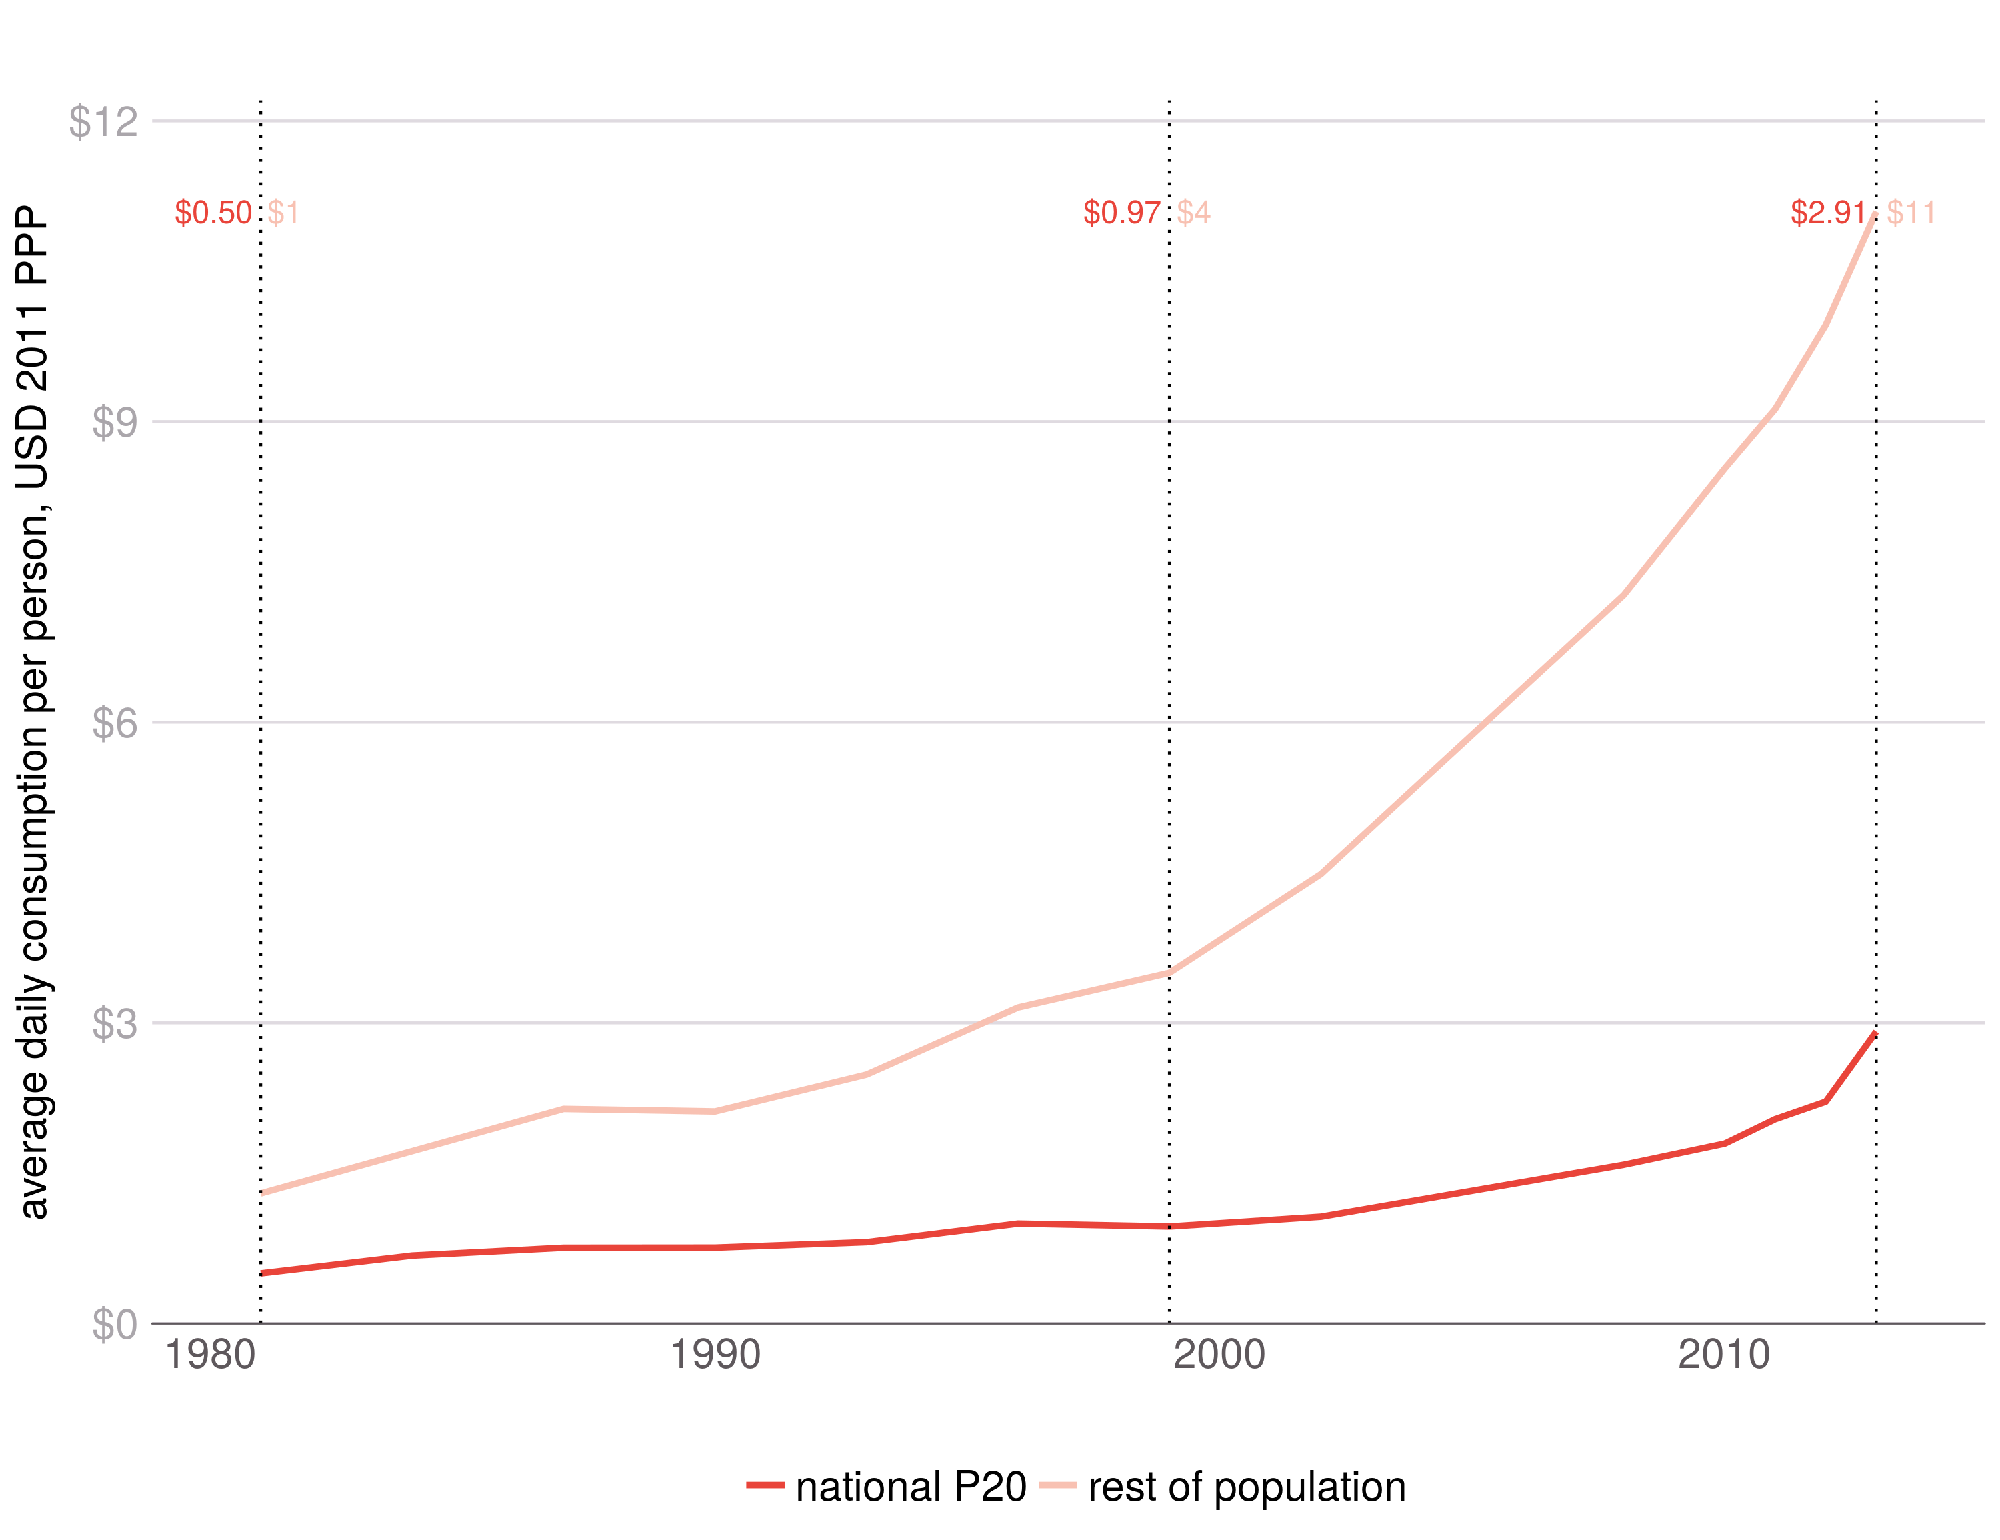 average daily consumption per person, USD 2011 PPP
$12
$9
$6
$3
$0
$0.50 $1
$0.97 $4
$2.91 $11
1980 1990 2000 2010
national P20 rest of population